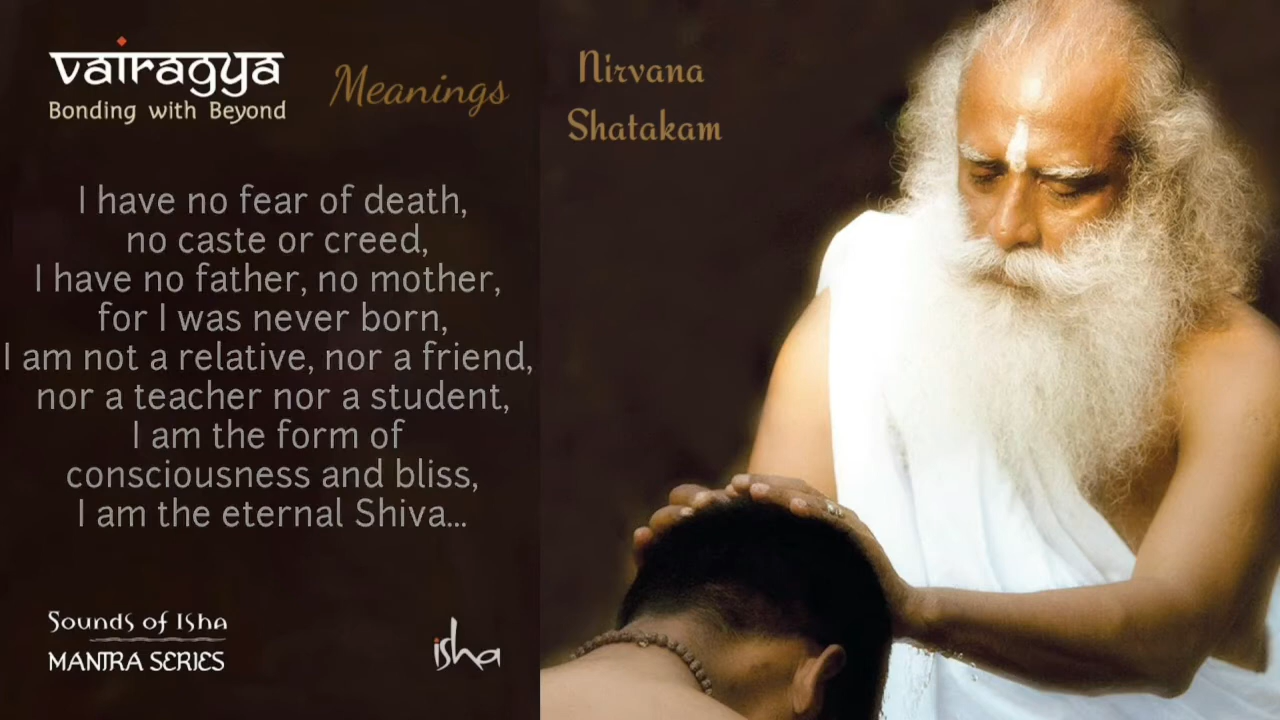 vairagya
Bonding with Beyond
Meanings
Nirvana
Shatakam
I have no fear of death,
no caste or creed,
I have no father, no mother,
for I was never born,
I am not a relative, nor a friend,
nor a teacher nor a student,
I am the form of
consciousness and bliss,
I am the eternal Shiva...
Sounds of Isha
MANTRA SERIES
isha